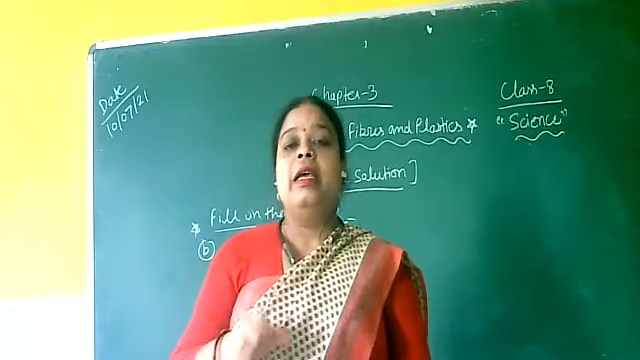 Date
10/07/21
Chapter-3
Class-8
Fibres and Plastics
"Science"
Solution]
* Fill in the
(b)